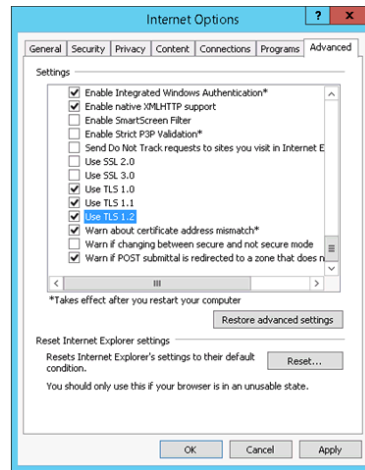 Internet Options
? x
General Security Privacy Content Connections Programs Advanced
Settings
Enable Integrated Windows Authentication*
Enable native XMLHTTP support
Enable SmartScreen Filter
Enable Strict P3P Validation*
Send Do Not Track requests to sites you visit in Internet E
Use SSL 2.0
Use SSL 3.0
Use TLS 1.0
Use TLS 1.1
Use TLS 1.2
Warn about certificate address mismatch*
Warn if changing between secure and not secure mode
Warn if POST submittal is redirected to a zone that does n
*Takes effect after you restart your computer
Restore advanced settings
Reset Internet Explorer settings
Resets Internet Explorer's settings to their default
condition.
Reset...
You should only use this if your browser is in an unusable state.
OK Cancel Apply